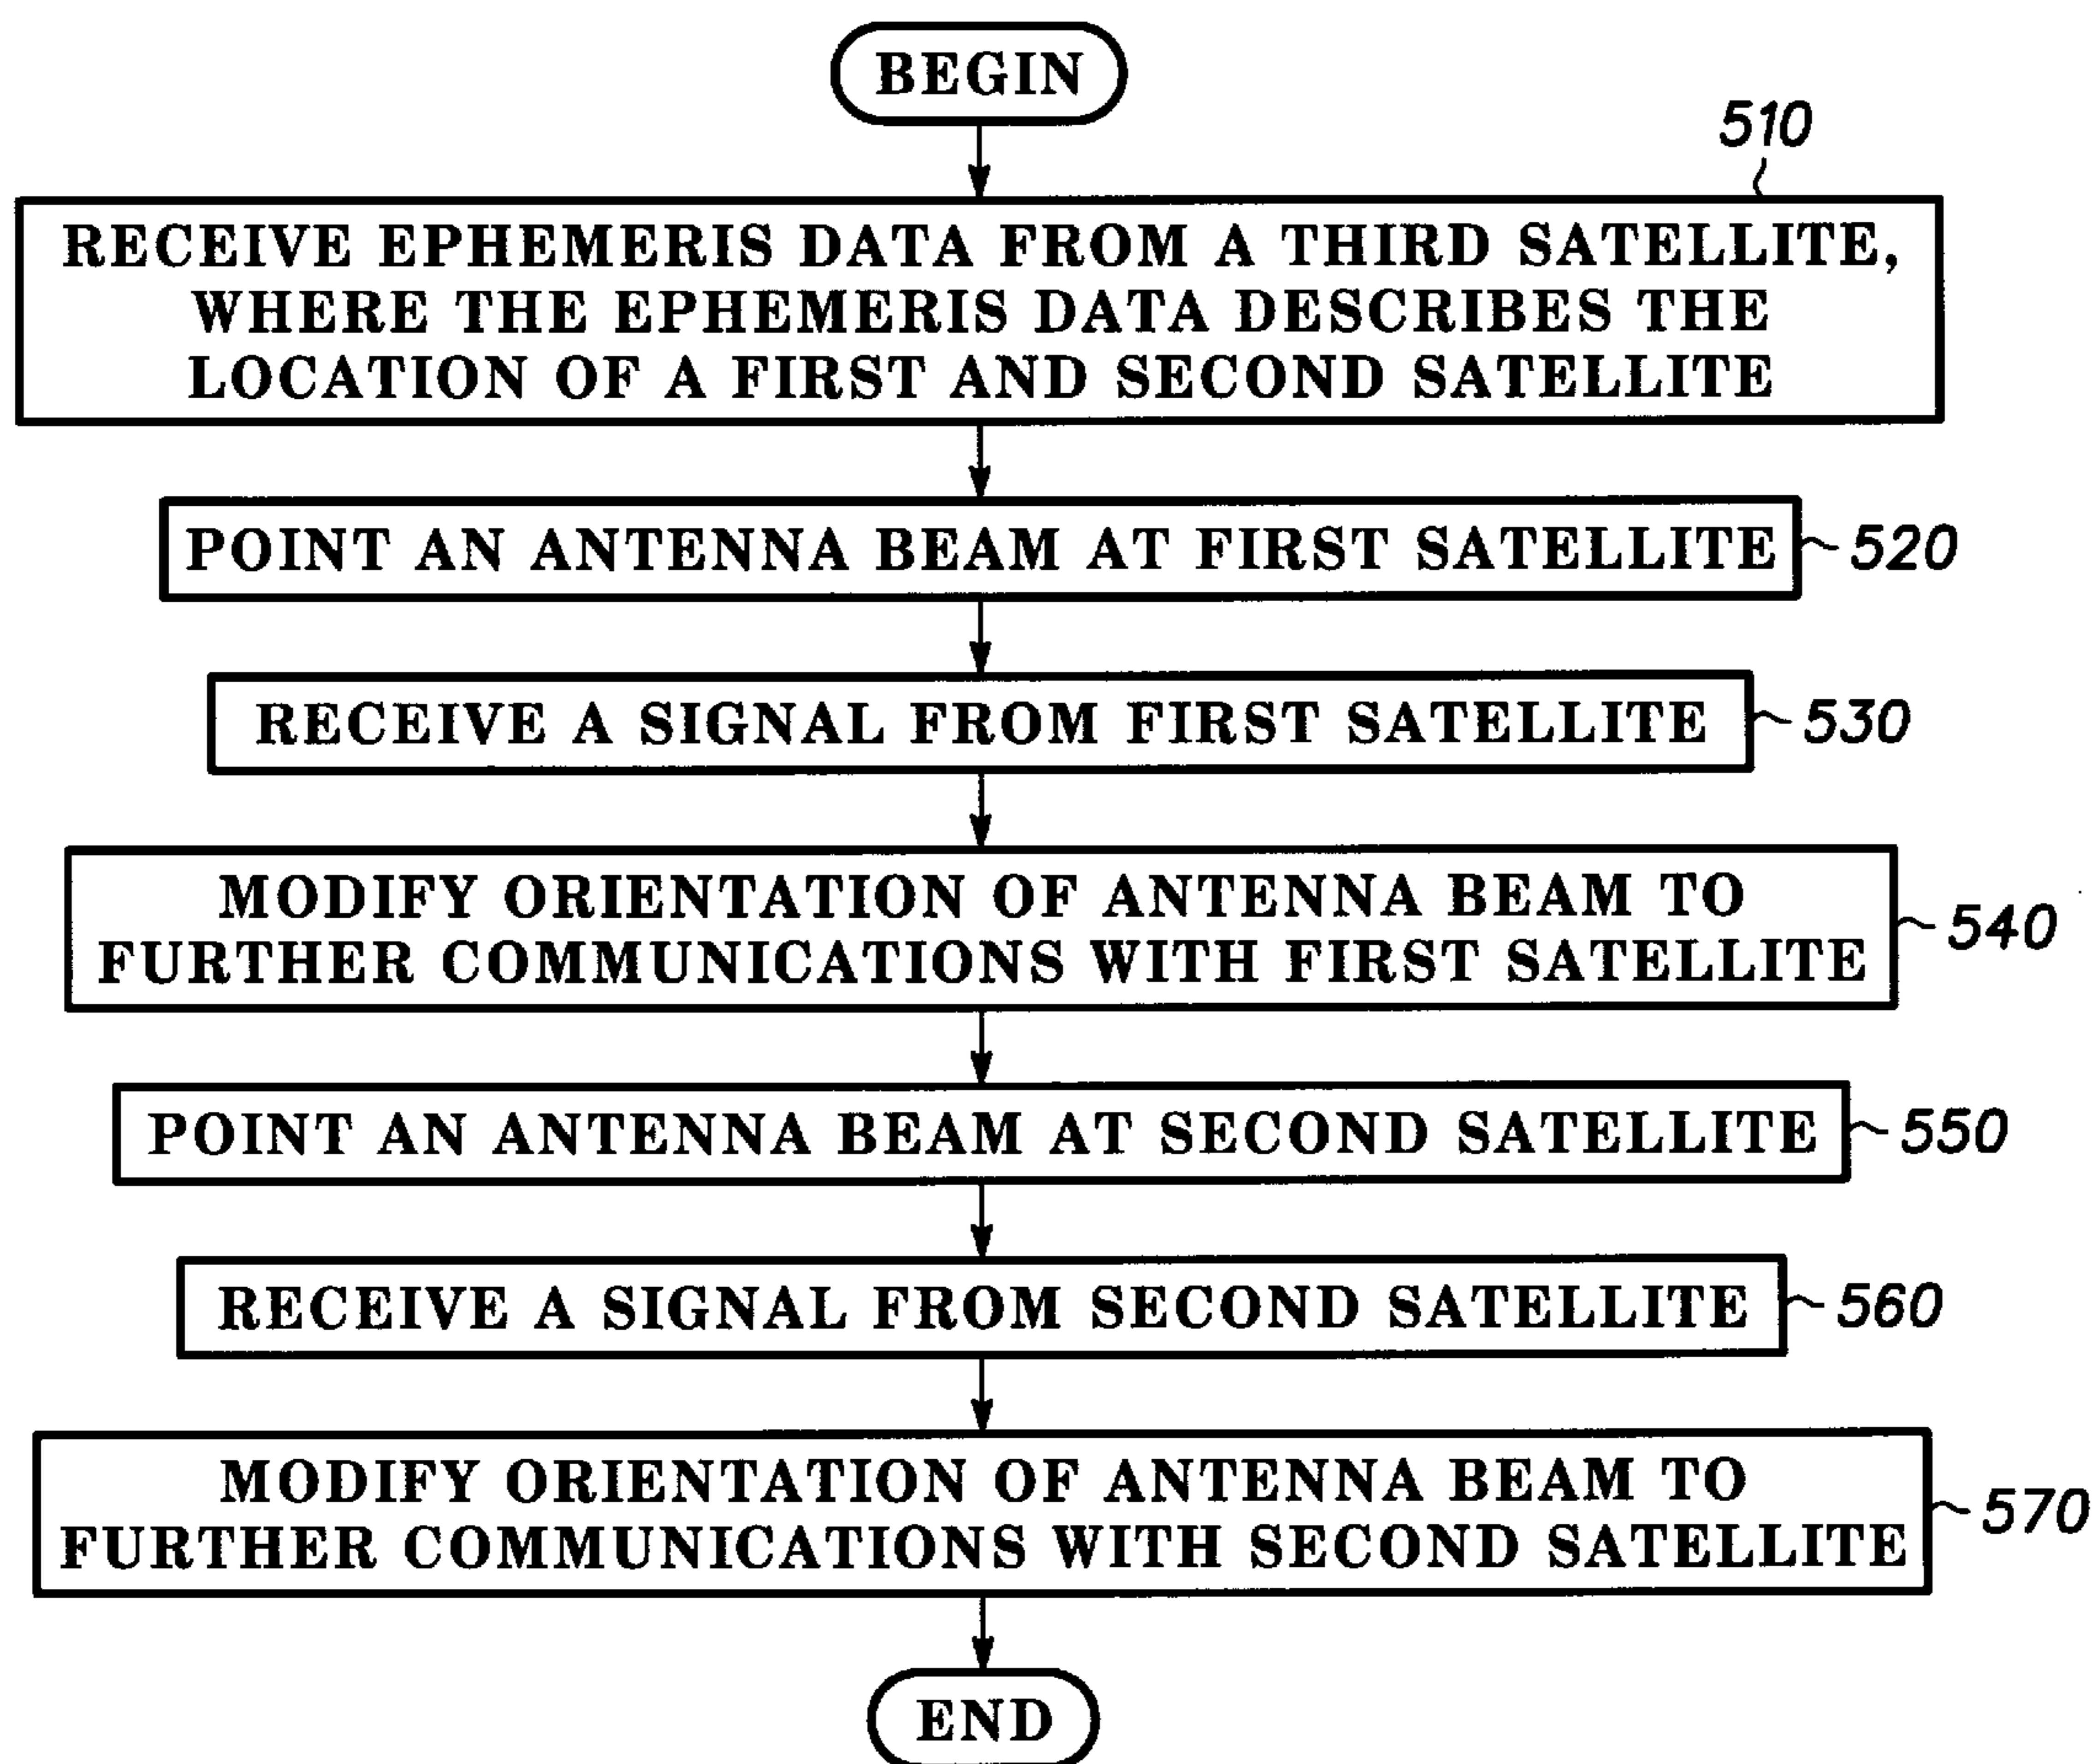 BEGIN
510
RECEIVE EPHEMERIS DATA FROM A THIRD SATELLITE,
WHERE THE EPHEMERIS DATA DESCRIBES THE
LOCATION OF A FIRST AND SECOND SATELLITE
POINT AN ANTENNA BEAM AT FIRST SATELLITE
520
RECEIVE A SIGNAL FROM FIRST SATELLITE
530
MODIFY ORIENTATION OF ANTENNA BEAM TO
FURTHER COMMUNICATIONS WITH FIRST SATELLITE
540
POINT AN ANTENNA BEAM AT SECOND SATELLITE
550
RECEIVE A SIGNAL FROM SECOND SATELLITE
560
MODIFY ORIENTATION OF ANTENNA BEAM TO
FURTHER COMMUNICATIONS WITH SECOND SATELLITE
570
END